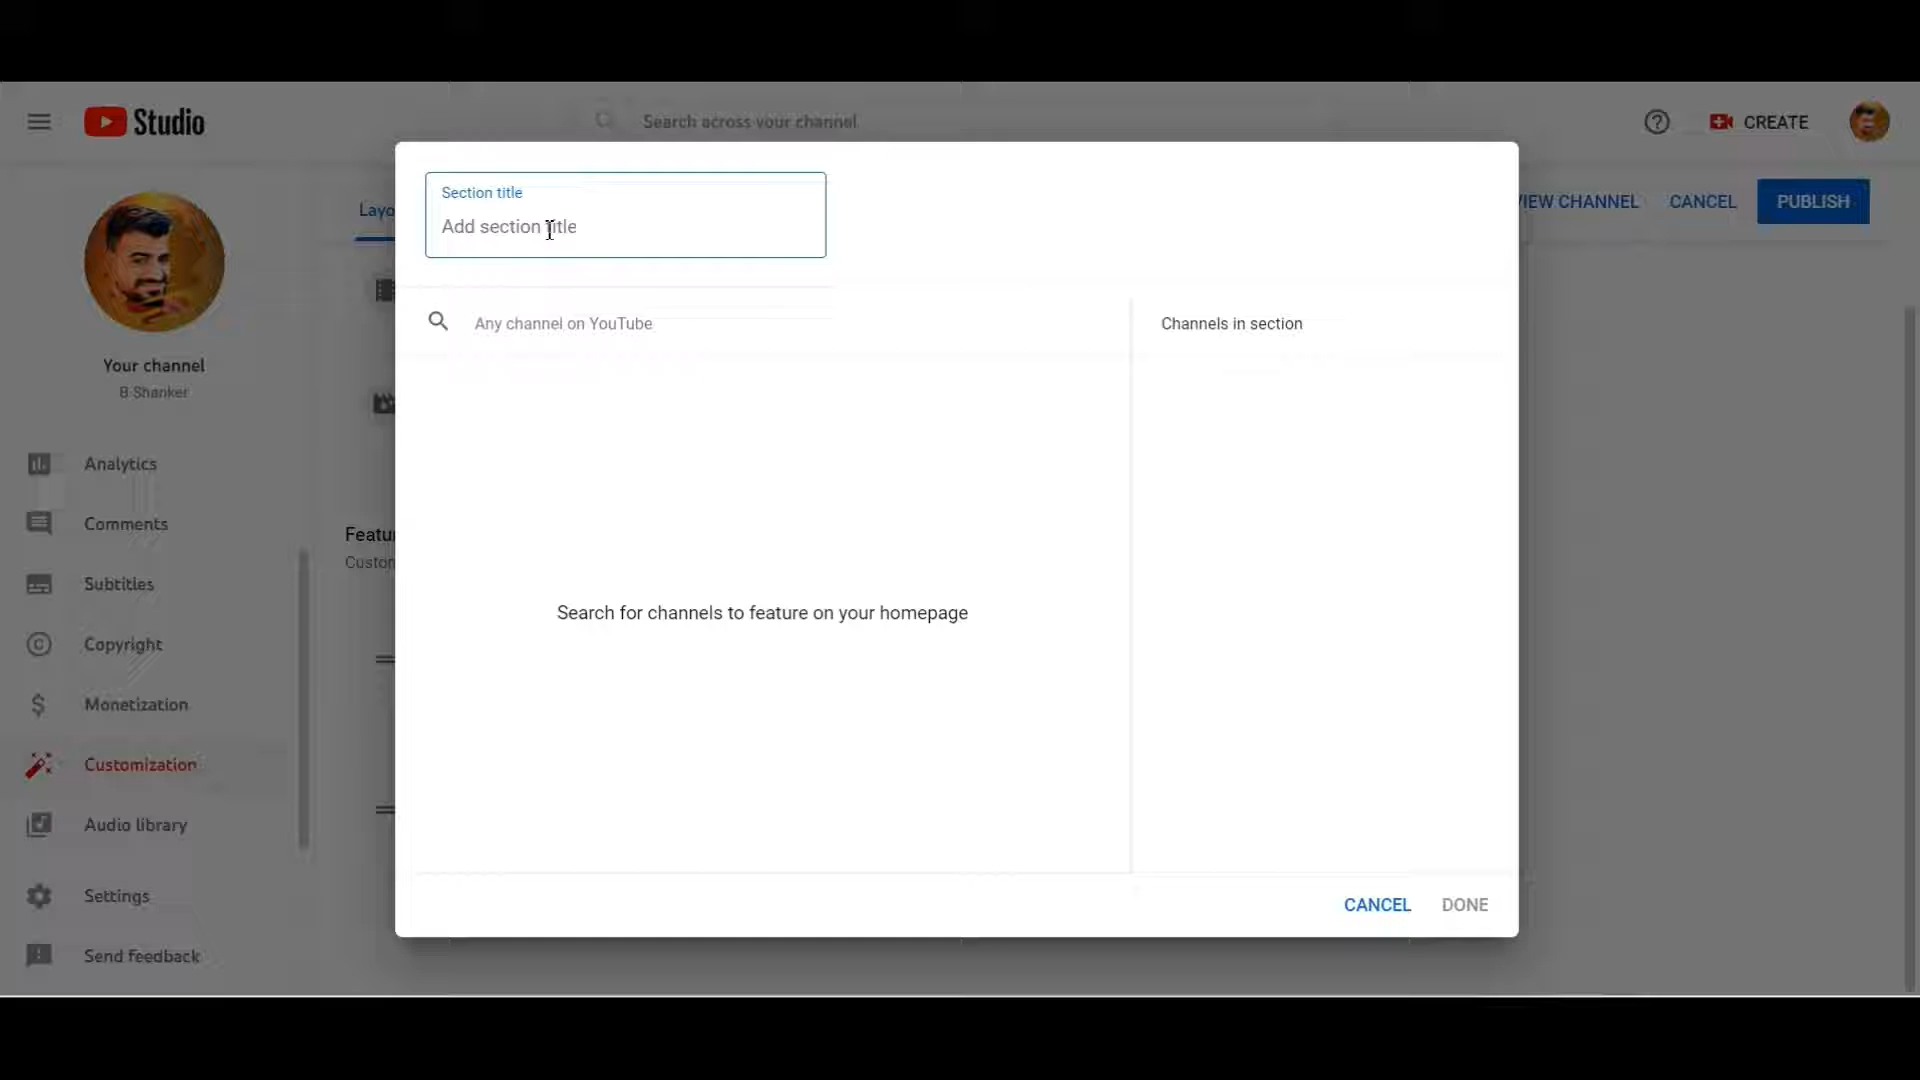 Studio
Search across your channel
CREATE
Section title
Add section title
Layo
VIEW CHANNEL
CANCEL
PUBLISH
Any channel on YouTube
Channels in section
Your channel
B Shanker
Analytics
Comments
Featu
Custom
Subtitles
Search for channels to feature on your homepage
Copyright
Monetization
Customization
Audio library
Settings
CANCEL
DONE
Send feedback